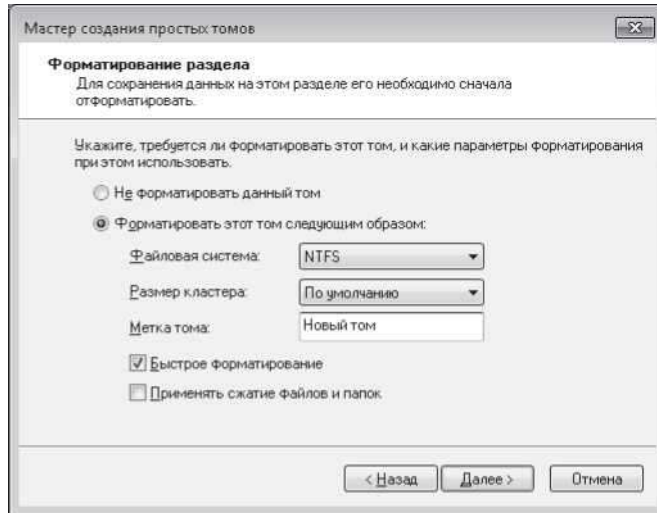 Мастер создания простых томов
Форматирование раздела
Для сохранения данных на этом разделе его необходимо сначала
отформатировать.
Укажите, требуется ли форматировать этот том, и какие параметры форматирования
при этом использовать.
Не форматировать данный том
Форматировать этот том следующим образом:
Файловая система: NTFS
Размер кластера: По умолчанию
Метка тома: Новый том
Быстрое форматирование
Применять сжатие файлов и папок
< Назад Далее > Отмена